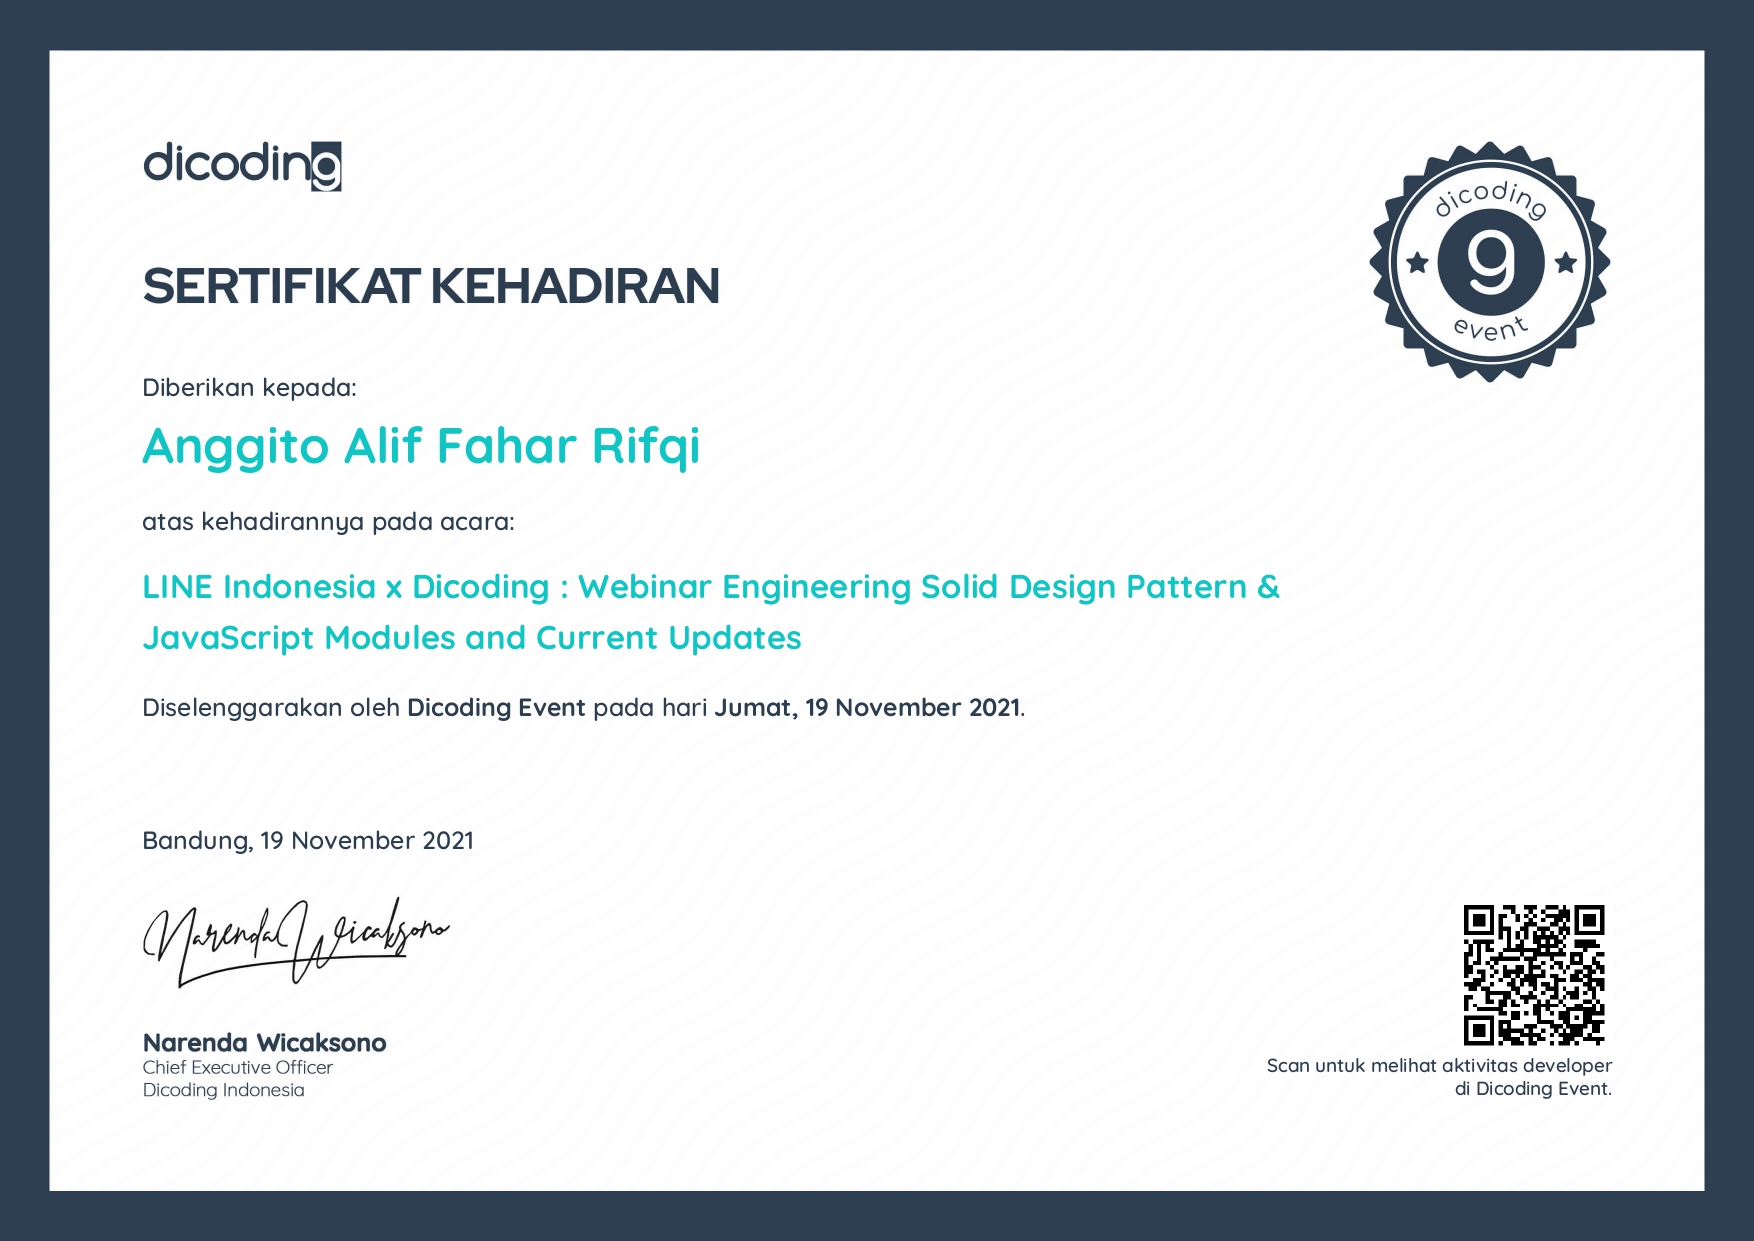 dicoding
SERTIFIKAT KEHADIRAN
dicoding
g
event
Diberikan kepada:
Anggito Alif Fahar Rifqi
atas kehadirannya pada acara:
LINE Indonesia x Dicoding : Webinar Engineering Solid Design Pattern &
JavaScript Modules and Current Updates
Diselenggarakan oleh Dicoding Event pada hari Jumat, 19 November 2021.
Bandung, 19 November 2021
Narenda Wicaksono
Narenda Wicaksono
Chief Executive Officer
Dicoding Indonesia
Scan untuk melihat aktivitas developer
di Dicoding Event.